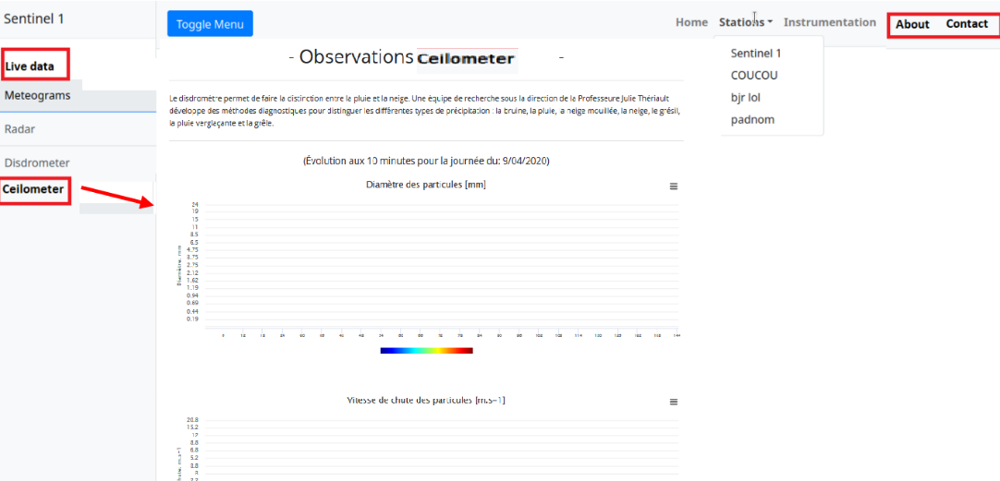 Sentinel 1
Toggle Menu
Home Stations Instrumentation About Contact
Sentinel 1
COUCOU
bjr lol
padnom
Live data
Meteograms
Radar
Disdrometer
Ceilometer
- Observations Ceilometer -
Le disdromètre permet de faire la distinction entre la pluie et la neige. Une équipe de recherche sous la direction de la Professeure Julie Thériault
développe des méthodes diagnostiques pour distinguer les différentes types de précipitation : la bruine, la pluie, la neige mouillée, la neige, le grésil,
la pluie verglaçante et la grêle.
(Évolution aux 10 minutes pour la journée du: 9/04/2020)
Diamètre des particules [mm]
24
19
15
11
8.5
6.5
4.75
3.75
2.75
2.12
1.62
1.19
0.94
0.69
0.44
0.19
Diamètre, mm
Vitesse de chute des particules [m.s−1]
20.8
15.2
12
8.8
6.8
5.2
3.8
3
2.2